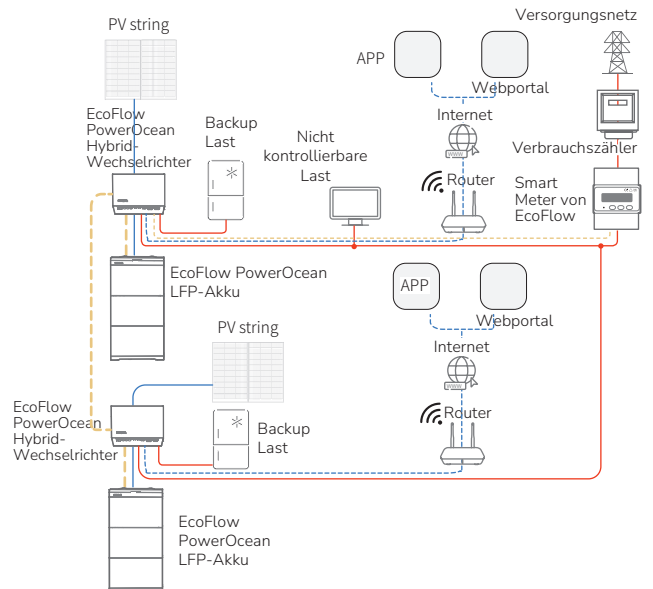 Versorgungsnetz
PV string
APP
Webportal
EcoFlow
PowerOcean
Hybrid-
Wechselrichter
Backup
Last
Nicht
kontrollierbare
Last
Internet
www
Verbrauchszähler
Router
Smart
Meter von
EcoFlow
EcoFlow PowerOcean
LFP-Akku
APP
Webportal
PV string
Internet
www
EcoFlow
PowerOcean
Hybrid-
Wechselrichter
Backup
Last
Router
EcoFlow
PowerOcean
LFP-Akku